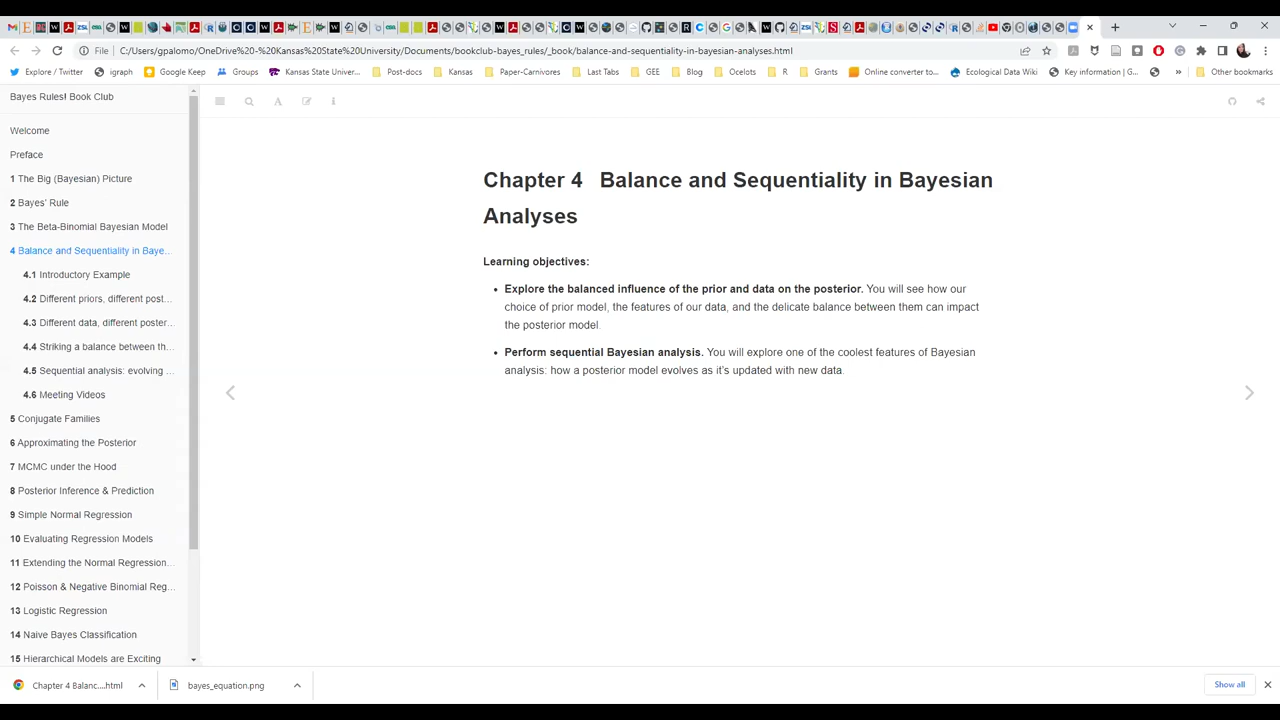 File
C:/Users/gpalomo/OneDrive%20-%20Kansas%20State%20University/Documents/bookclub-bayes_rules/_book/balance-and-sequentiality-in-bayesian-analyses.html
Explore / Twitter
igraph
Google Keep
Groups
Kansas State Univer...
Post-docs
Kansas
Paper-Carnivores
Last Tabs
GEE
Blog
Ocelots
R
Grants
Online converter to...
Ecological Data Wiki
Key information | G...
»
Other bookmarks
Bayes Rules! Book Club
Welcome
Preface
1 The Big (Bayesian) Picture
2 Bayes' Rule
3 The Beta-Binomial Bayesian Model
4 Balance and Sequentiality in Baye...
4.1 Introductory Example
4.2 Different priors, different post...
4.3 Different data, different poster...
4.4 Striking a balance between th...
4.5 Sequential analysis: evolving ...
4.6 Meeting Videos
5 Conjugate Families
6 Approximating the Posterior
7 MCMC under the Hood
8 Posterior Inference & Prediction
9 Simple Normal Regression
10 Evaluating Regression Models
11 Extending the Normal Regression...
12 Poisson & Negative Binomial Reg...
13 Logistic Regression
14 Naive Bayes Classification
15 Hierarchical Models are Exciting
Chapter 4 Balance and Sequentiality in Bayesian
Analyses
Learning objectives:
• Explore the balanced influence of the prior and data on the posterior. You will see how our
choice of prior model, the features of our data, and the delicate balance between them can impact
the posterior model.
• Perform sequential Bayesian analysis. You will explore one of the coolest features of Bayesian
analysis: how a posterior model evolves as it's updated with new data.
Chapter 4 Balanc....html
bayes_equation.png
Show all